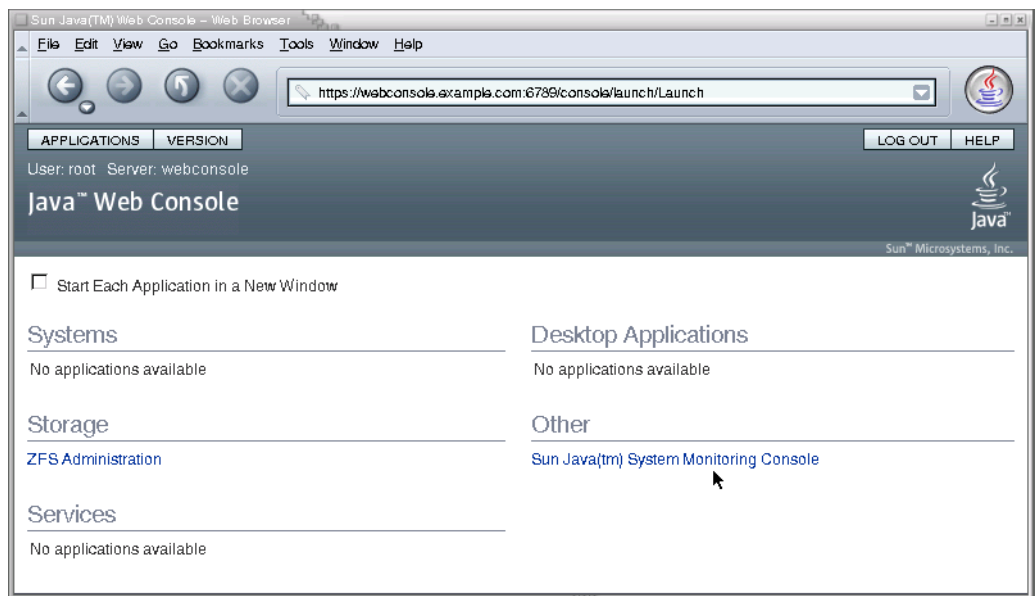 Sun Java(TM) Web Console – Web Browser
File Edit View Go Bookmarks Tools Window Help
https://webconsole.example.com:6789/console/launch/Launch
APPLICATIONS VERSION LOG OUT HELP
User: root Server: webconsole
Java™ Web Console
Java™
Sun™ Microsystems, Inc.
Start Each Application in a New Window
Systems
No applications available
Desktop Applications
No applications available
Storage
ZFS Administration
Other
Sun Java(tm) System Monitoring Console
Services
No applications available